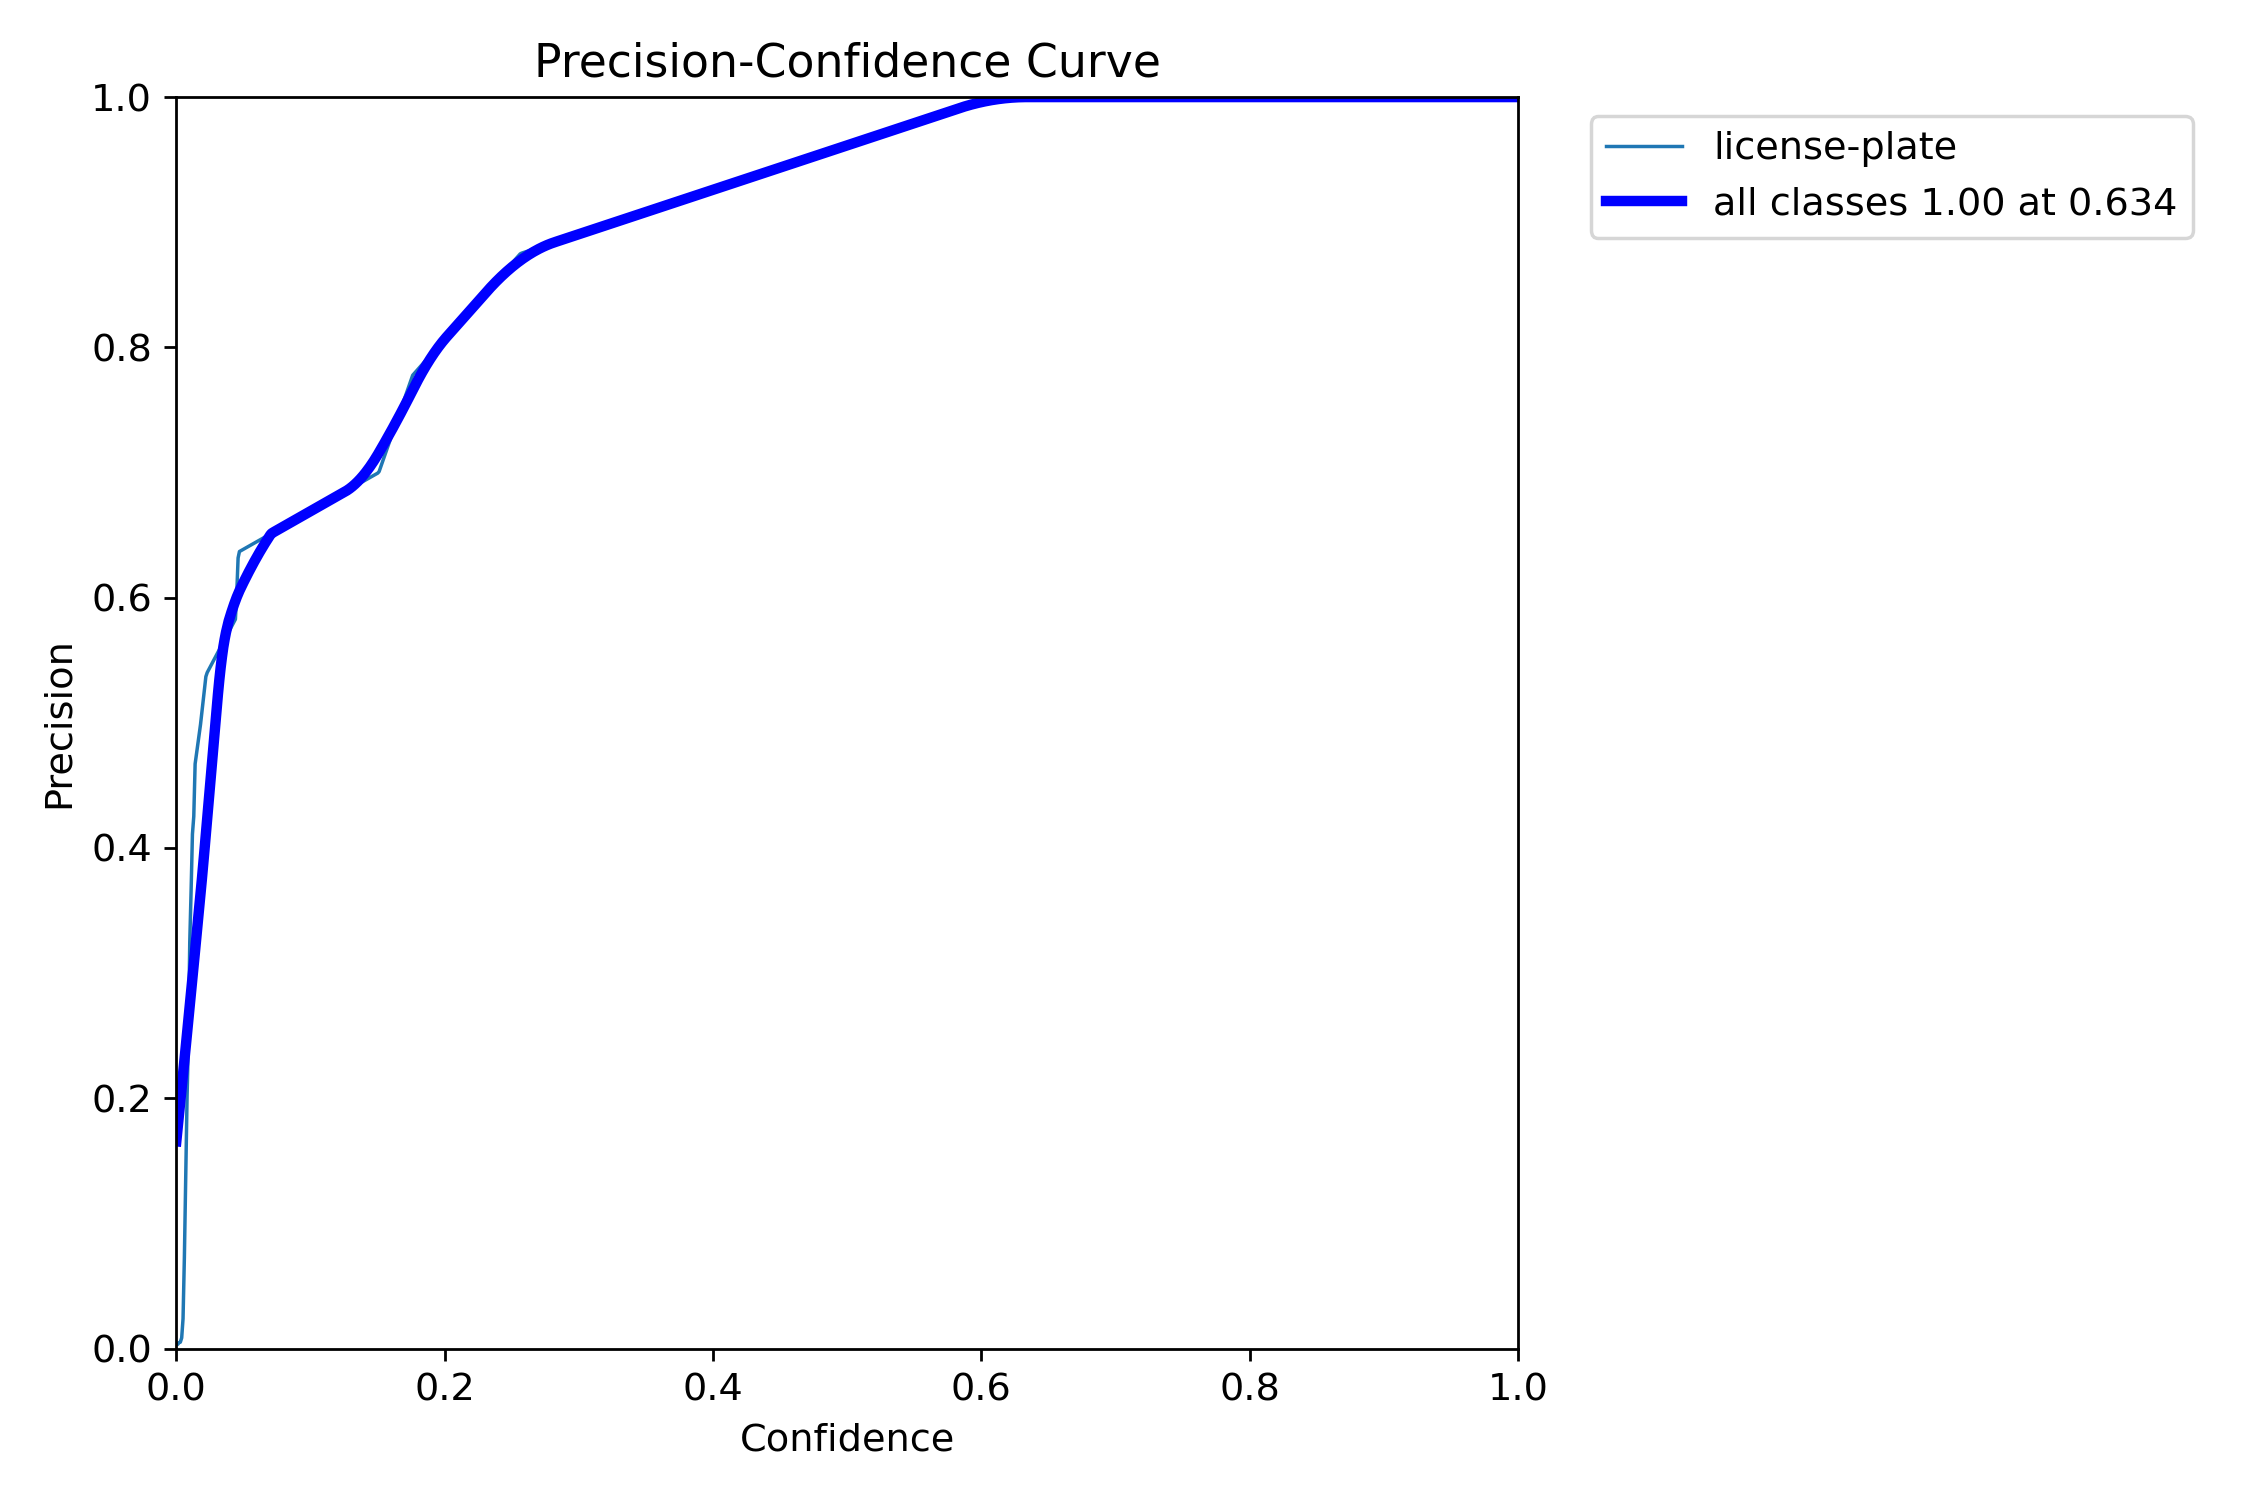 Precision-Confidence Curve
1.0
0.8
0.6
0.4
0.2
0.0
Precision
0.0 0.2 0.4 0.6 0.8 1.0
Confidence
license-plate
all classes 1.00 at 0.634